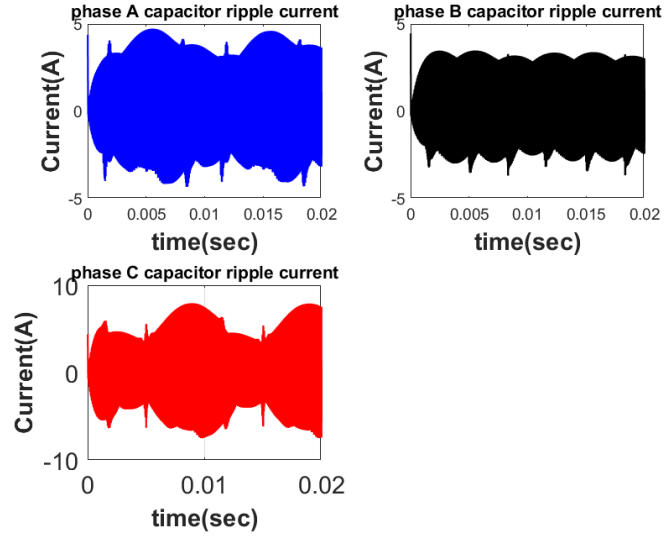 phase A capacitor ripple current
5
0
-5
Current(A)
0 0.005 0.01 0.015 0.02
time(sec)
phase B capacitor ripple current
5
0
-5
Current(A)
0 0.005 0.01 0.015 0.02
time(sec)
phase C capacitor ripple current
10
0
-10
Current(A)
0 0.01 0.02
time(sec)